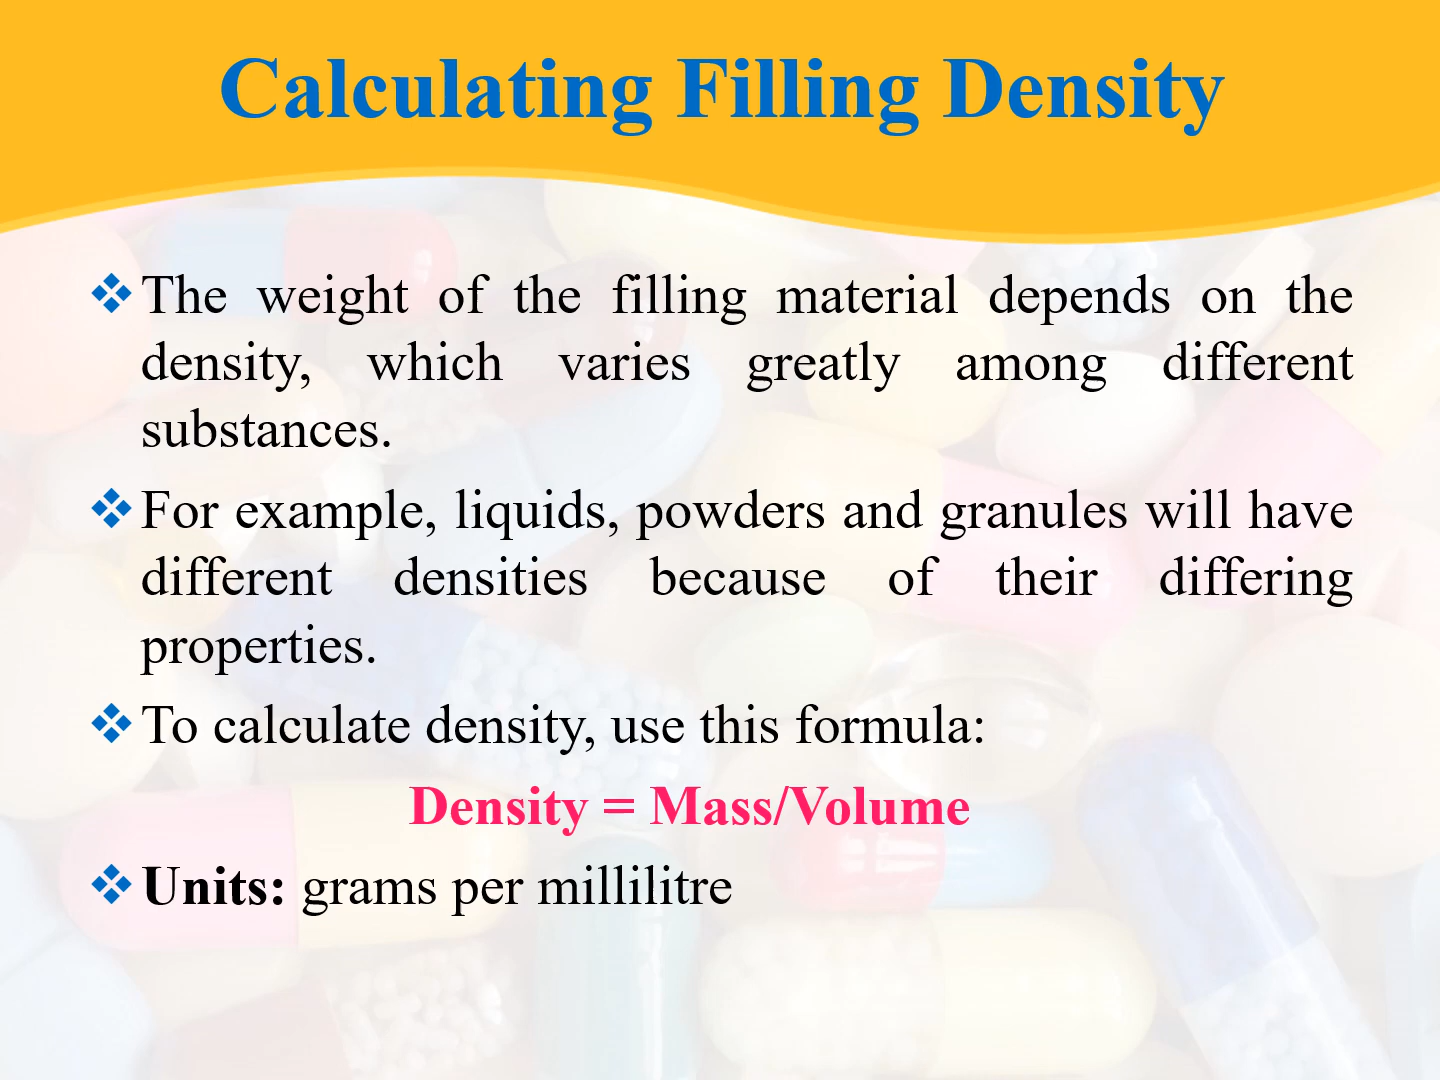 Calculating Filling Density
❖The weight of the filling material depends on the
density, which varies greatly among different
substances.
❖For example, liquids, powders and granules will have
different densities because of their differing
properties.
❖To calculate density, use this formula:
Density = Mass/Volume
❖Units: grams per millilitre